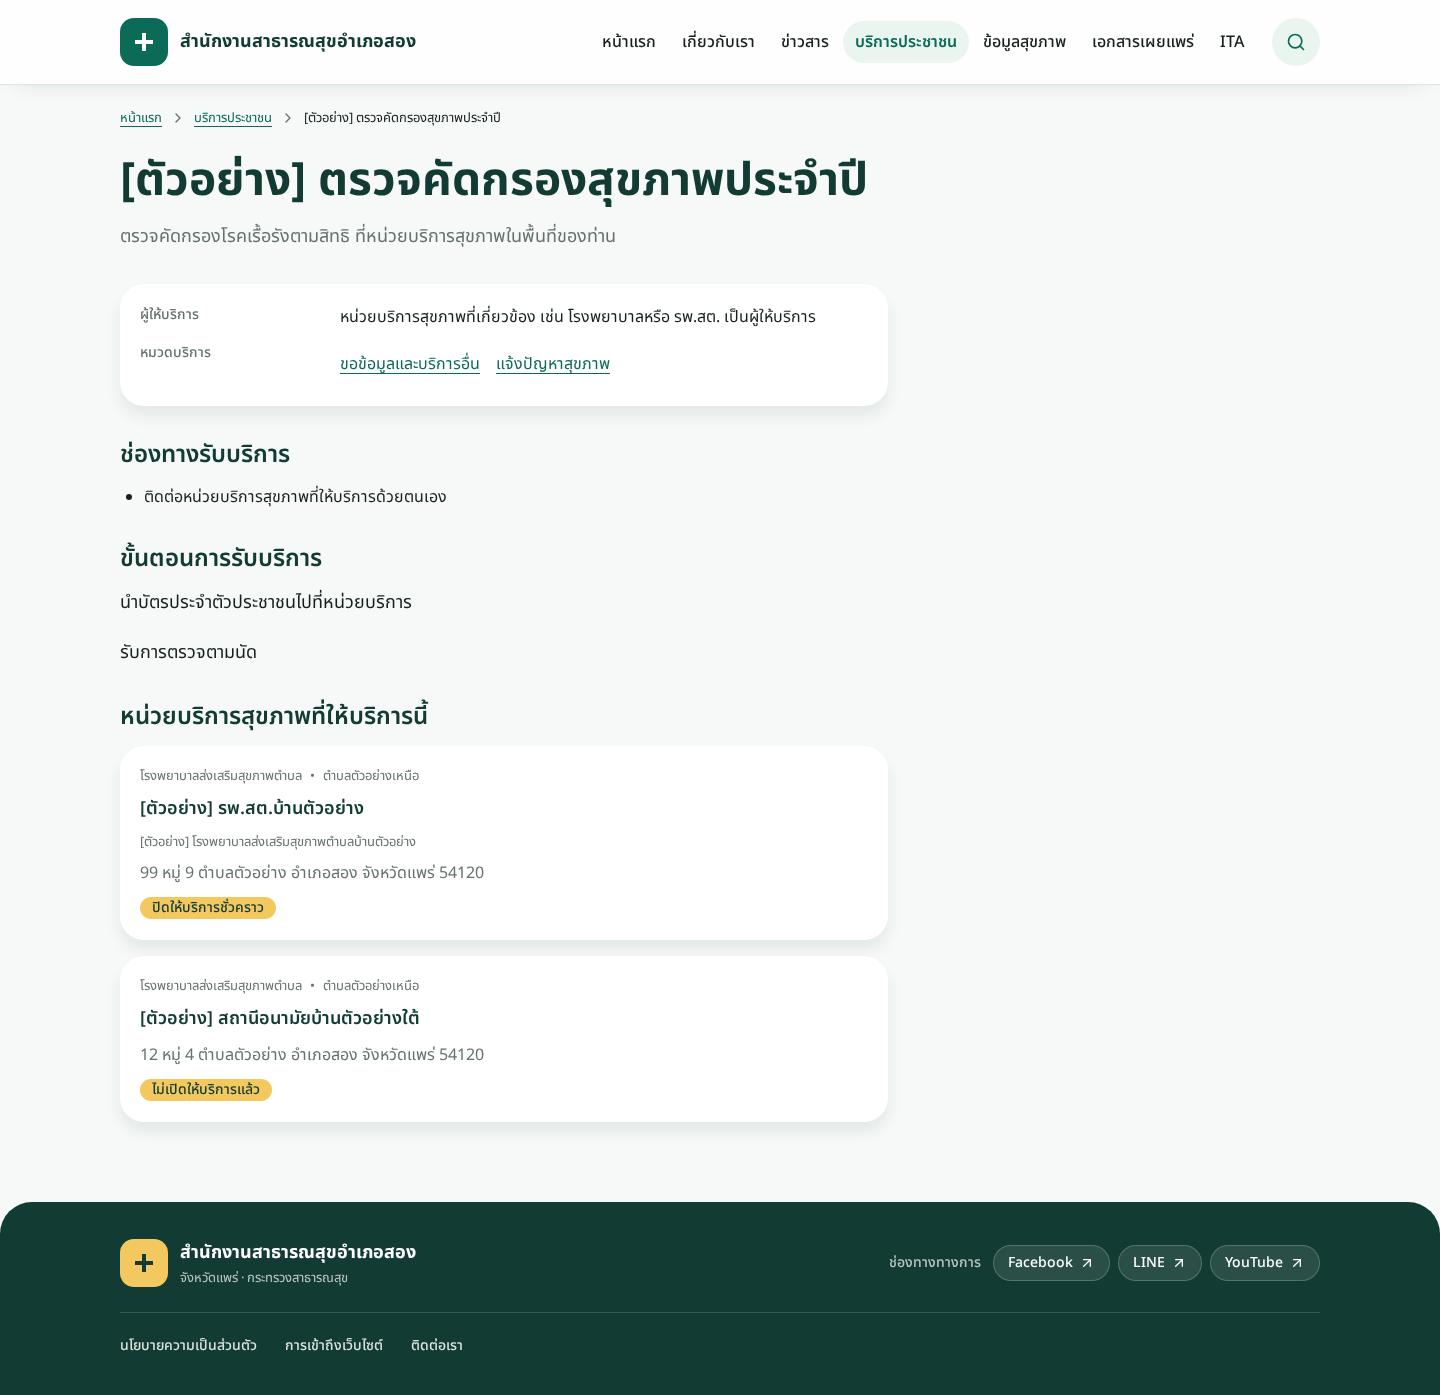 สำนักงานสาธารณสุขอำเภอสอง
หน้าแรก เกี่ยวกับเรา ข่าวสาร บริการประชาชน ข้อมูลสุขภาพ เอกสารเผยแพร่ ITA
หน้าแรก > บริการประชาชน > [ตัวอย่าง] ตรวจคัดกรองสุขภาพประจำปี
[ตัวอย่าง] ตรวจคัดกรองสุขภาพประจำปี
ตรวจคัดกรองโรคเรื้อรังตามสิทธิ ที่หน่วยบริการสุขภาพในพื้นที่ของท่าน
ผู้ให้บริการ หน่วยบริการสุขภาพที่เกี่ยวข้อง เช่น โรงพยาบาลหรือ รพ.สต. เป็นผู้ให้บริการ
หมวดบริการ ขอข้อมูลและบริการอื่น แจ้งปัญหาสุขภาพ
ช่องทางรับบริการ
• ติดต่อหน่วยบริการสุขภาพที่ให้บริการด้วยตนเอง
ขั้นตอนการรับบริการ
นำบัตรประจำตัวประชาชนไปที่หน่วยบริการ
รับการตรวจตามนัด
หน่วยบริการสุขภาพที่ให้บริการนี้
โรงพยาบาลส่งเสริมสุขภาพตำบล • ตำบลตัวอย่างเหนือ
[ตัวอย่าง] รพ.สต.บ้านตัวอย่าง
[ตัวอย่าง] โรงพยาบาลส่งเสริมสุขภาพตำบลบ้านตัวอย่าง
99 หมู่ 9 ตำบลตัวอย่าง อำเภอสอง จังหวัดแพร่ 54120
ปิดให้บริการชั่วคราว
โรงพยาบาลส่งเสริมสุขภาพตำบล • ตำบลตัวอย่างเหนือ
[ตัวอย่าง] สถานีอนามัยบ้านตัวอย่างใต้
12 หมู่ 4 ตำบลตัวอย่าง อำเภอสอง จังหวัดแพร่ 54120
ไม่เปิดให้บริการแล้ว
สำนักงานสาธารณสุขอำเภอสอง
จังหวัดแพร่ · กระทรวงสาธารณสุข
ช่องทางทางการ Facebook LINE YouTube
นโยบายความเป็นส่วนตัว การเข้าถึงเว็บไซต์ ติดต่อเรา